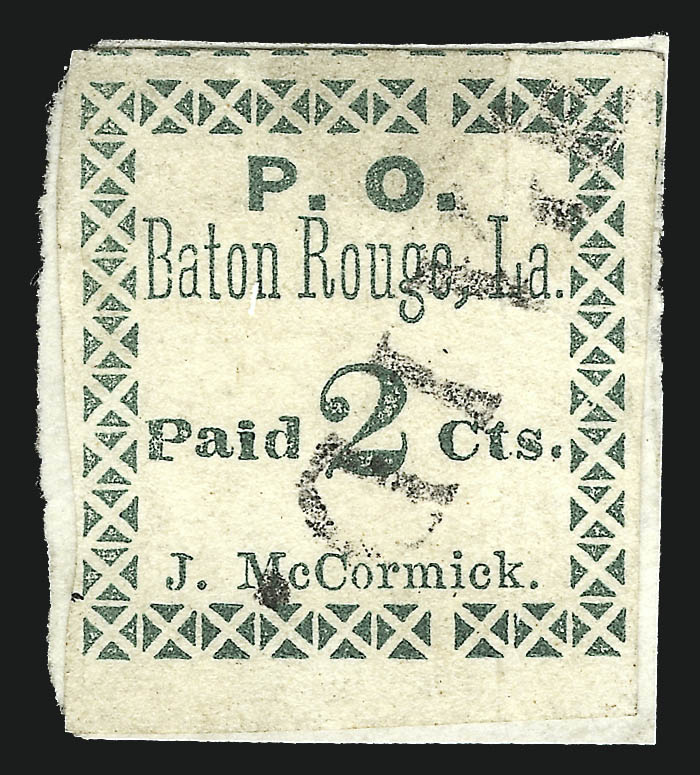 P. O.
Baton Rouge, La.
Paid 2 Cts.
J. McCormick.